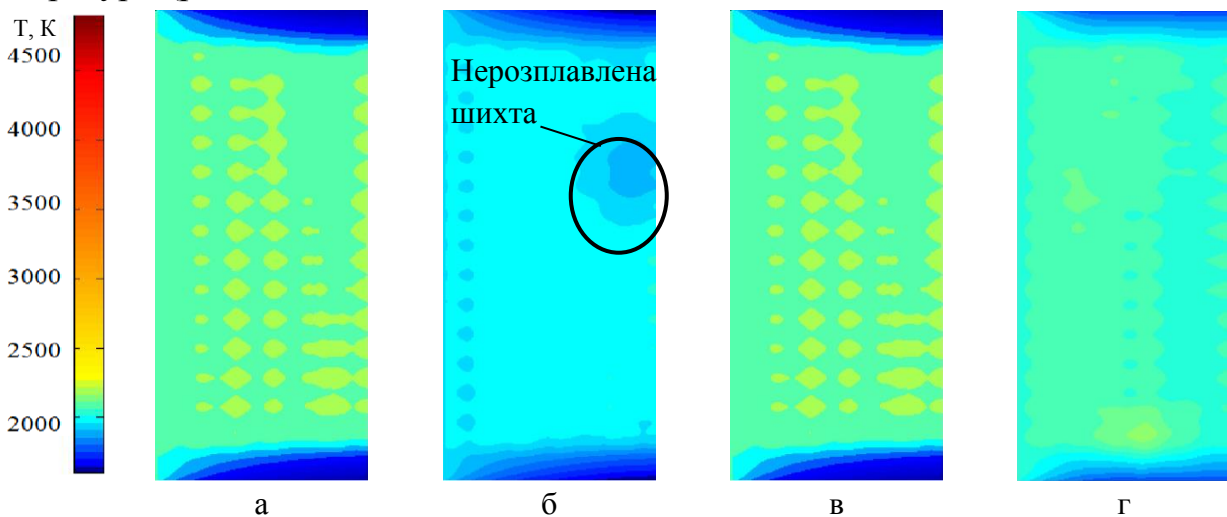 T, K
4500
4000
3500
3000
2500
2000
Нерозплавлена
шихта
а
б
в
г